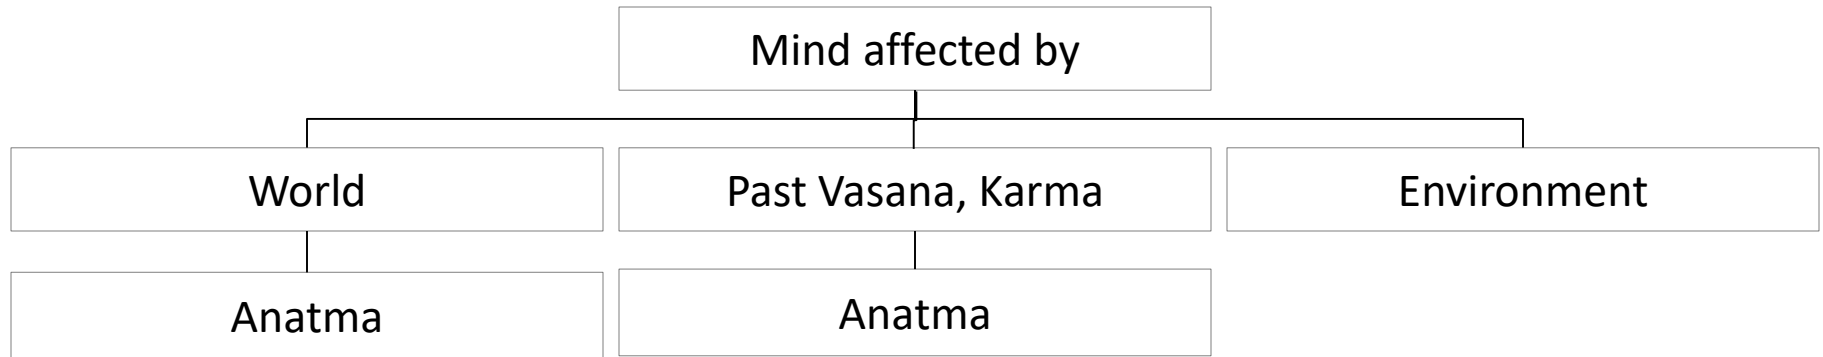 Mind affected by
World
Past Vasana, Karma
Environment
Anatma
Anatma